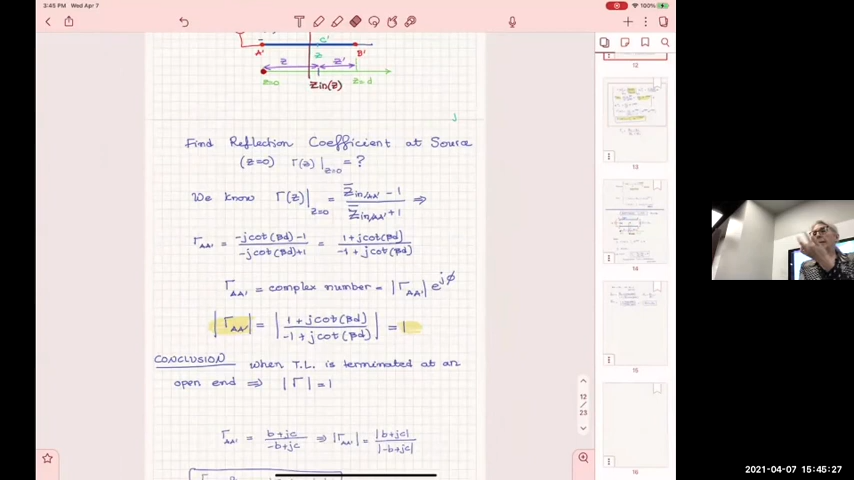 3:45 PM Wed Apr 7
100%
A' C' B'
z
z z'
z=0 z=d
Zin(z)
j
Find Reflection Coefficient at Source
(z=0) Γ(z)|z=0 = ?
We know Γ(z)|z=0 = (z̅in/AA' - 1) / (z̅in/AA' + 1) ⇒
ΓAA' = (-jcot(βd)-1) / (-jcot(βd)+1) = (1+jcot(βd)) / (-1+jcot(βd))
ΓAA' = complex number = |ΓAA'| e^jϕ
|ΓAA'| = |(1+jcot(βd)) / (-1+jcot(βd))| = 1
CONCLUSION when T.L. is terminated at an
open end ⇒ |Γ| = 1
ΓAA' = (b+jc) / (-b+jc) ⇒ |ΓAA'| = |b+jc| / |-b+jc|
12
13
14
15
16
12
/
23
2021-04-07 15:45:27